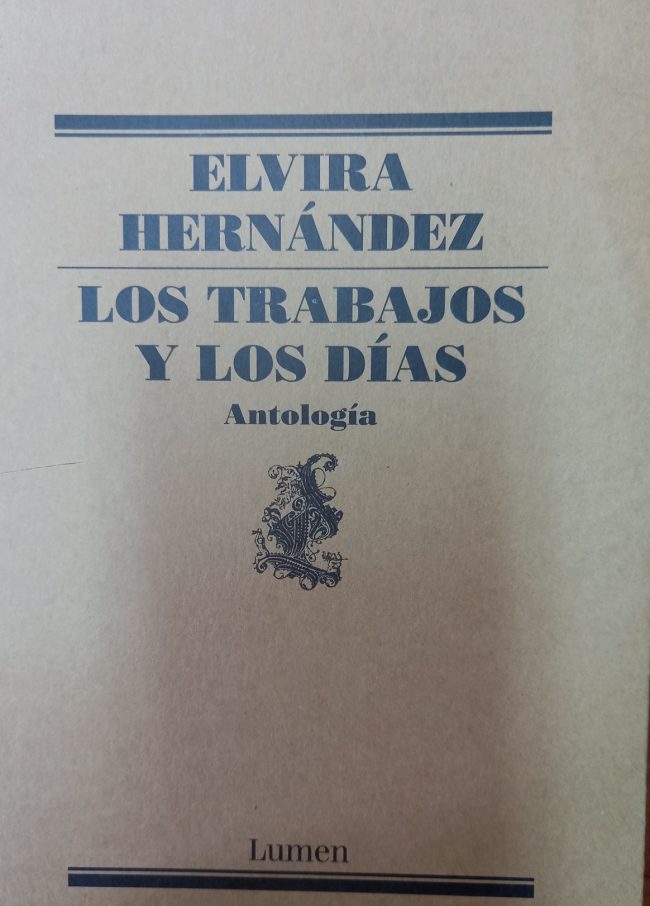 ELVIRA
HERNÁNDEZ
LOS TRABAJOS
Y LOS DÍAS
Antología
Lumen